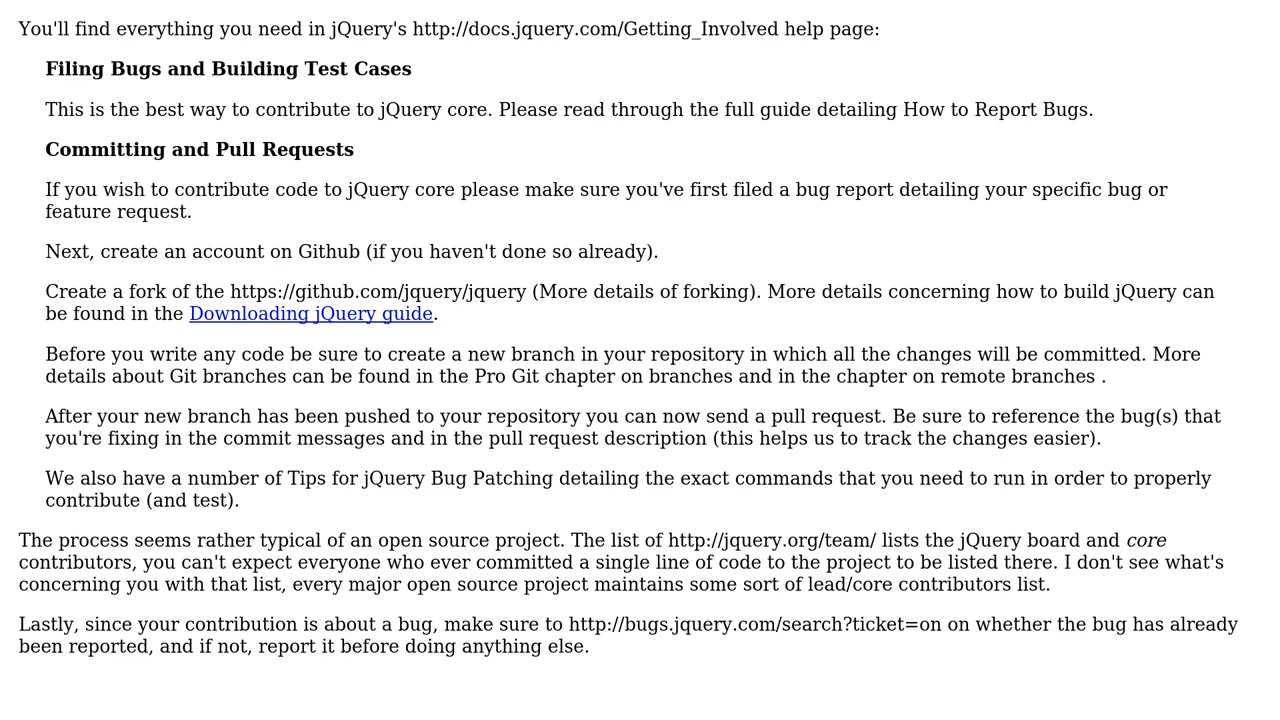 You'll find everything you need in jQuery's http://docs.jquery.com/Getting_Involved help page:
Filing Bugs and Building Test Cases
This is the best way to contribute to jQuery core. Please read through the full guide detailing How to Report Bugs.
Committing and Pull Requests
If you wish to contribute code to jQuery core please make sure you've first filed a bug report detailing your specific bug or
feature request.
Next, create an account on Github (if you haven't done so already).
Create a fork of the https://github.com/jquery/jquery (More details of forking). More details concerning how to build jQuery can
be found in the Downloading jQuery guide.
Before you write any code be sure to create a new branch in your repository in which all the changes will be committed. More
details about Git branches can be found in the Pro Git chapter on branches and in the chapter on remote branches .
After your new branch has been pushed to your repository you can now send a pull request. Be sure to reference the bug(s) that
you're fixing in the commit messages and in the pull request description (this helps us to track the changes easier).
We also have a number of Tips for jQuery Bug Patching detailing the exact commands that you need to run in order to properly
contribute (and test).
The process seems rather typical of an open source project. The list of http://jquery.org/team/ lists the jQuery board and core
contributors, you can't expect everyone who ever committed a single line of code to the project to be listed there. I don't see what's
concerning you with that list, every major open source project maintains some sort of lead/core contributors list.
Lastly, since your contribution is about a bug, make sure to http://bugs.jquery.com/search?ticket=on on whether the bug has already
been reported, and if not, report it before doing anything else.